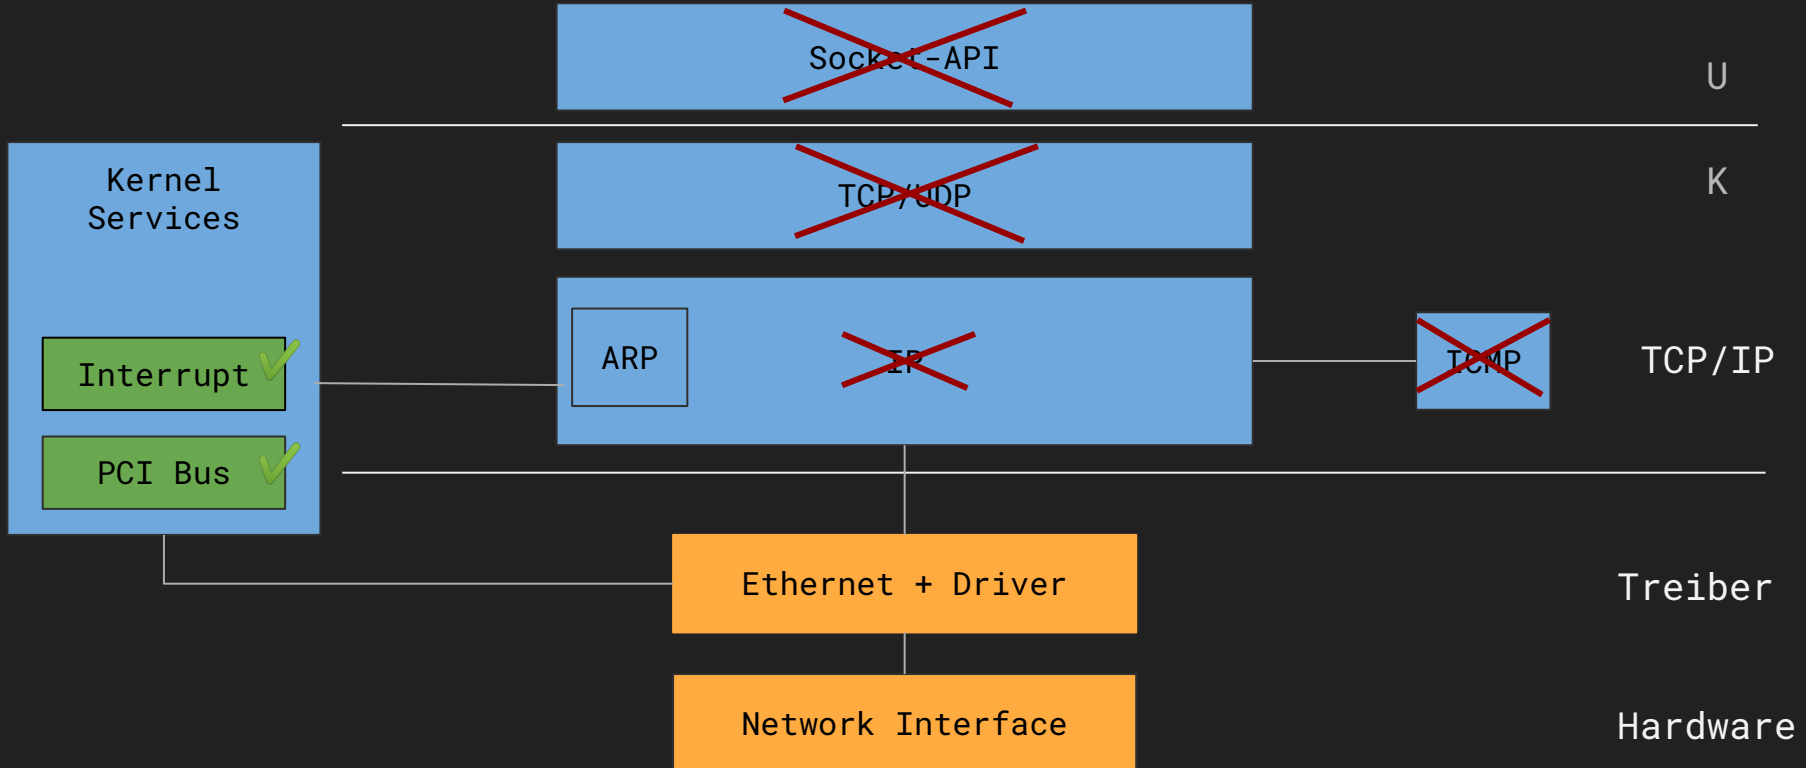 Socket-API
U
Kernel
Services
TCP/UDP
K
Interrupt
ARP
IP
ICMP
TCP/IP
PCI Bus
Ethernet + Driver
Treiber
Network Interface
Hardware